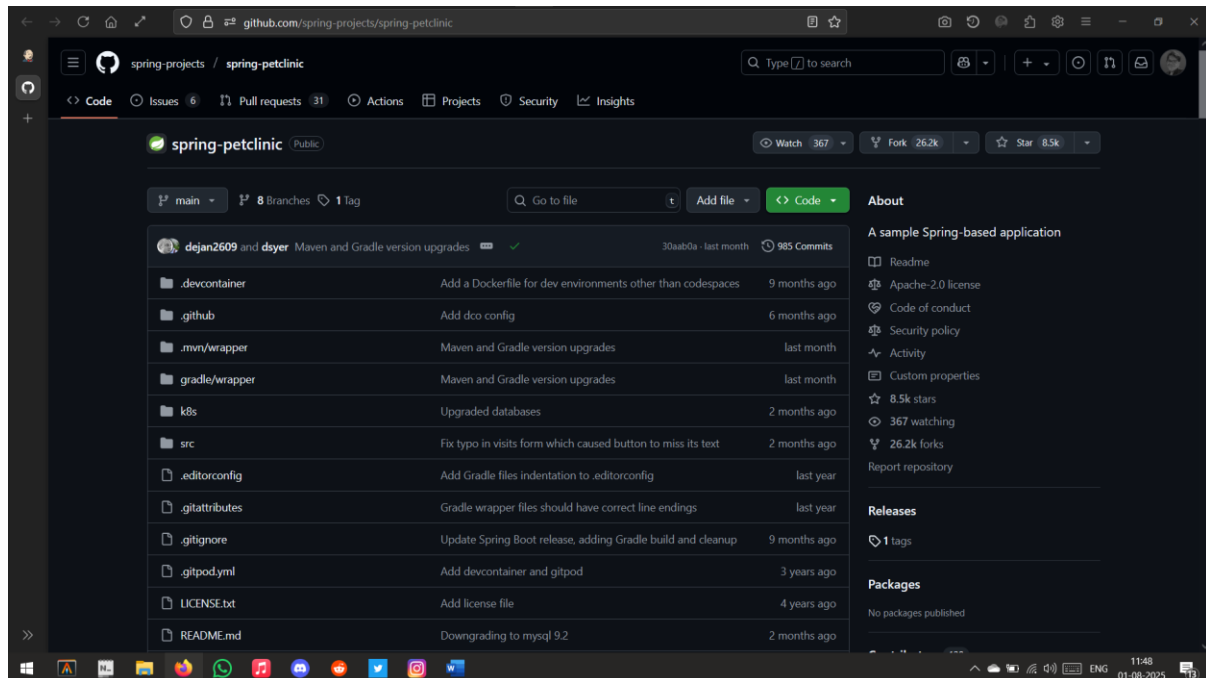 github.com/spring-projects/spring-petclinic
spring-projects / spring-petclinic
Type / to search
Code Issues 6 Pull requests 31 Actions Projects Security Insights
spring-petclinic Public
Watch 367 Fork 26.2k Star 8.5k
main 8 Branches 1 Tag Go to file t Add file Code
dejan2609 and dsyer Maven and Gradle version upgrades 30aab0a · last month 985 Commits
.devcontainer Add a Dockerfile for dev environments other than codespaces 9 months ago
.github Add dco config 6 months ago
.mvn/wrapper Maven and Gradle version upgrades last month
gradle/wrapper Maven and Gradle version upgrades last month
k8s Upgraded databases 2 months ago
src Fix typo in visits form which caused button to miss its text 2 months ago
.editorconfig Add Gradle files indentation to .editorconfig last year
.gitattributes Gradle wrapper files should have correct line endings last year
.gitignore Update Spring Boot release, adding Gradle build and cleanup 9 months ago
.gitpod.yml Add devcontainer and gitpod 3 years ago
LICENSE.txt Add license file 4 years ago
README.md Downgrading to mysql 9.2 2 months ago
About
A sample Spring-based application
Readme
Apache-2.0 license
Code of conduct
Security policy
Activity
Custom properties
8.5k stars
367 watching
26.2k forks
Report repository
Releases
1 tags
Packages
No packages published
ENG
11:48
01-08-2025